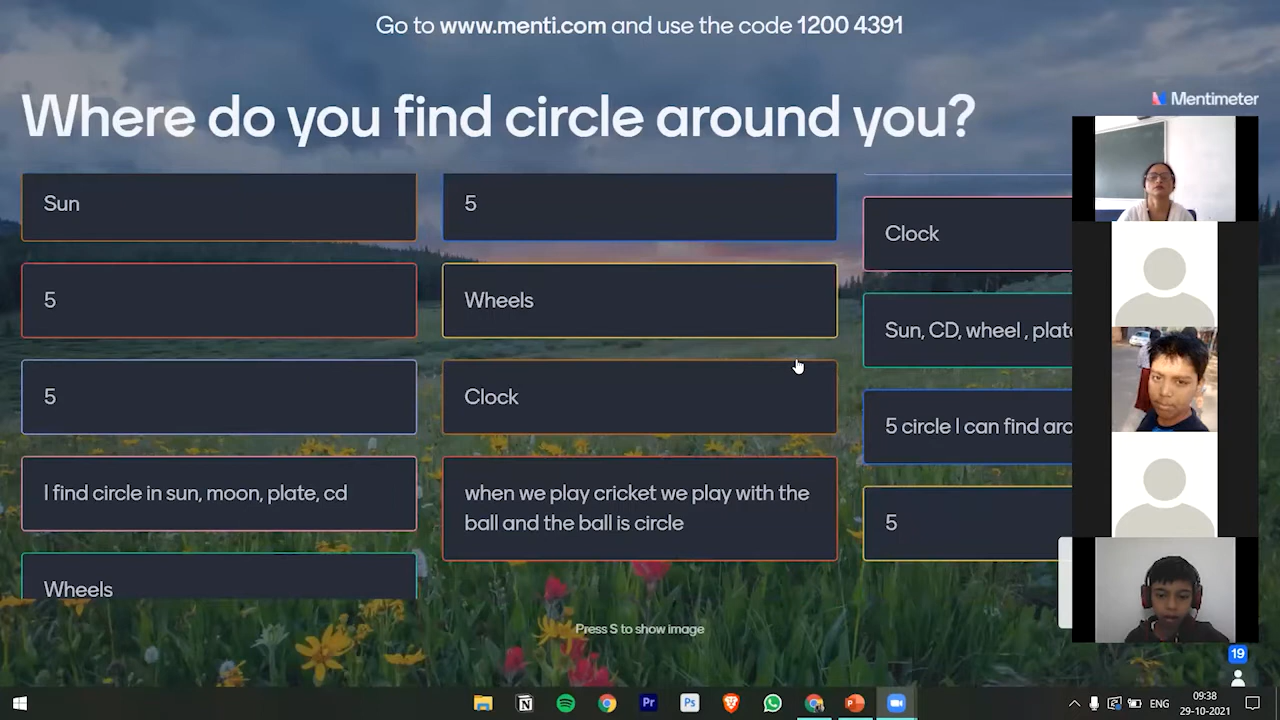 Go to www.menti.com and use the code 1200 4391
Where do you find circle around you?
Mentimeter
Sun
5
5
I find circle in sun, moon, plate, cd
Wheels
5
Wheels
Clock
when we play cricket we play with the
ball and the ball is circle
Clock
Sun, CD, wheel , plate
5 circle I can find
5
Press S to show image
19
ENG
09:38
29-10-2021